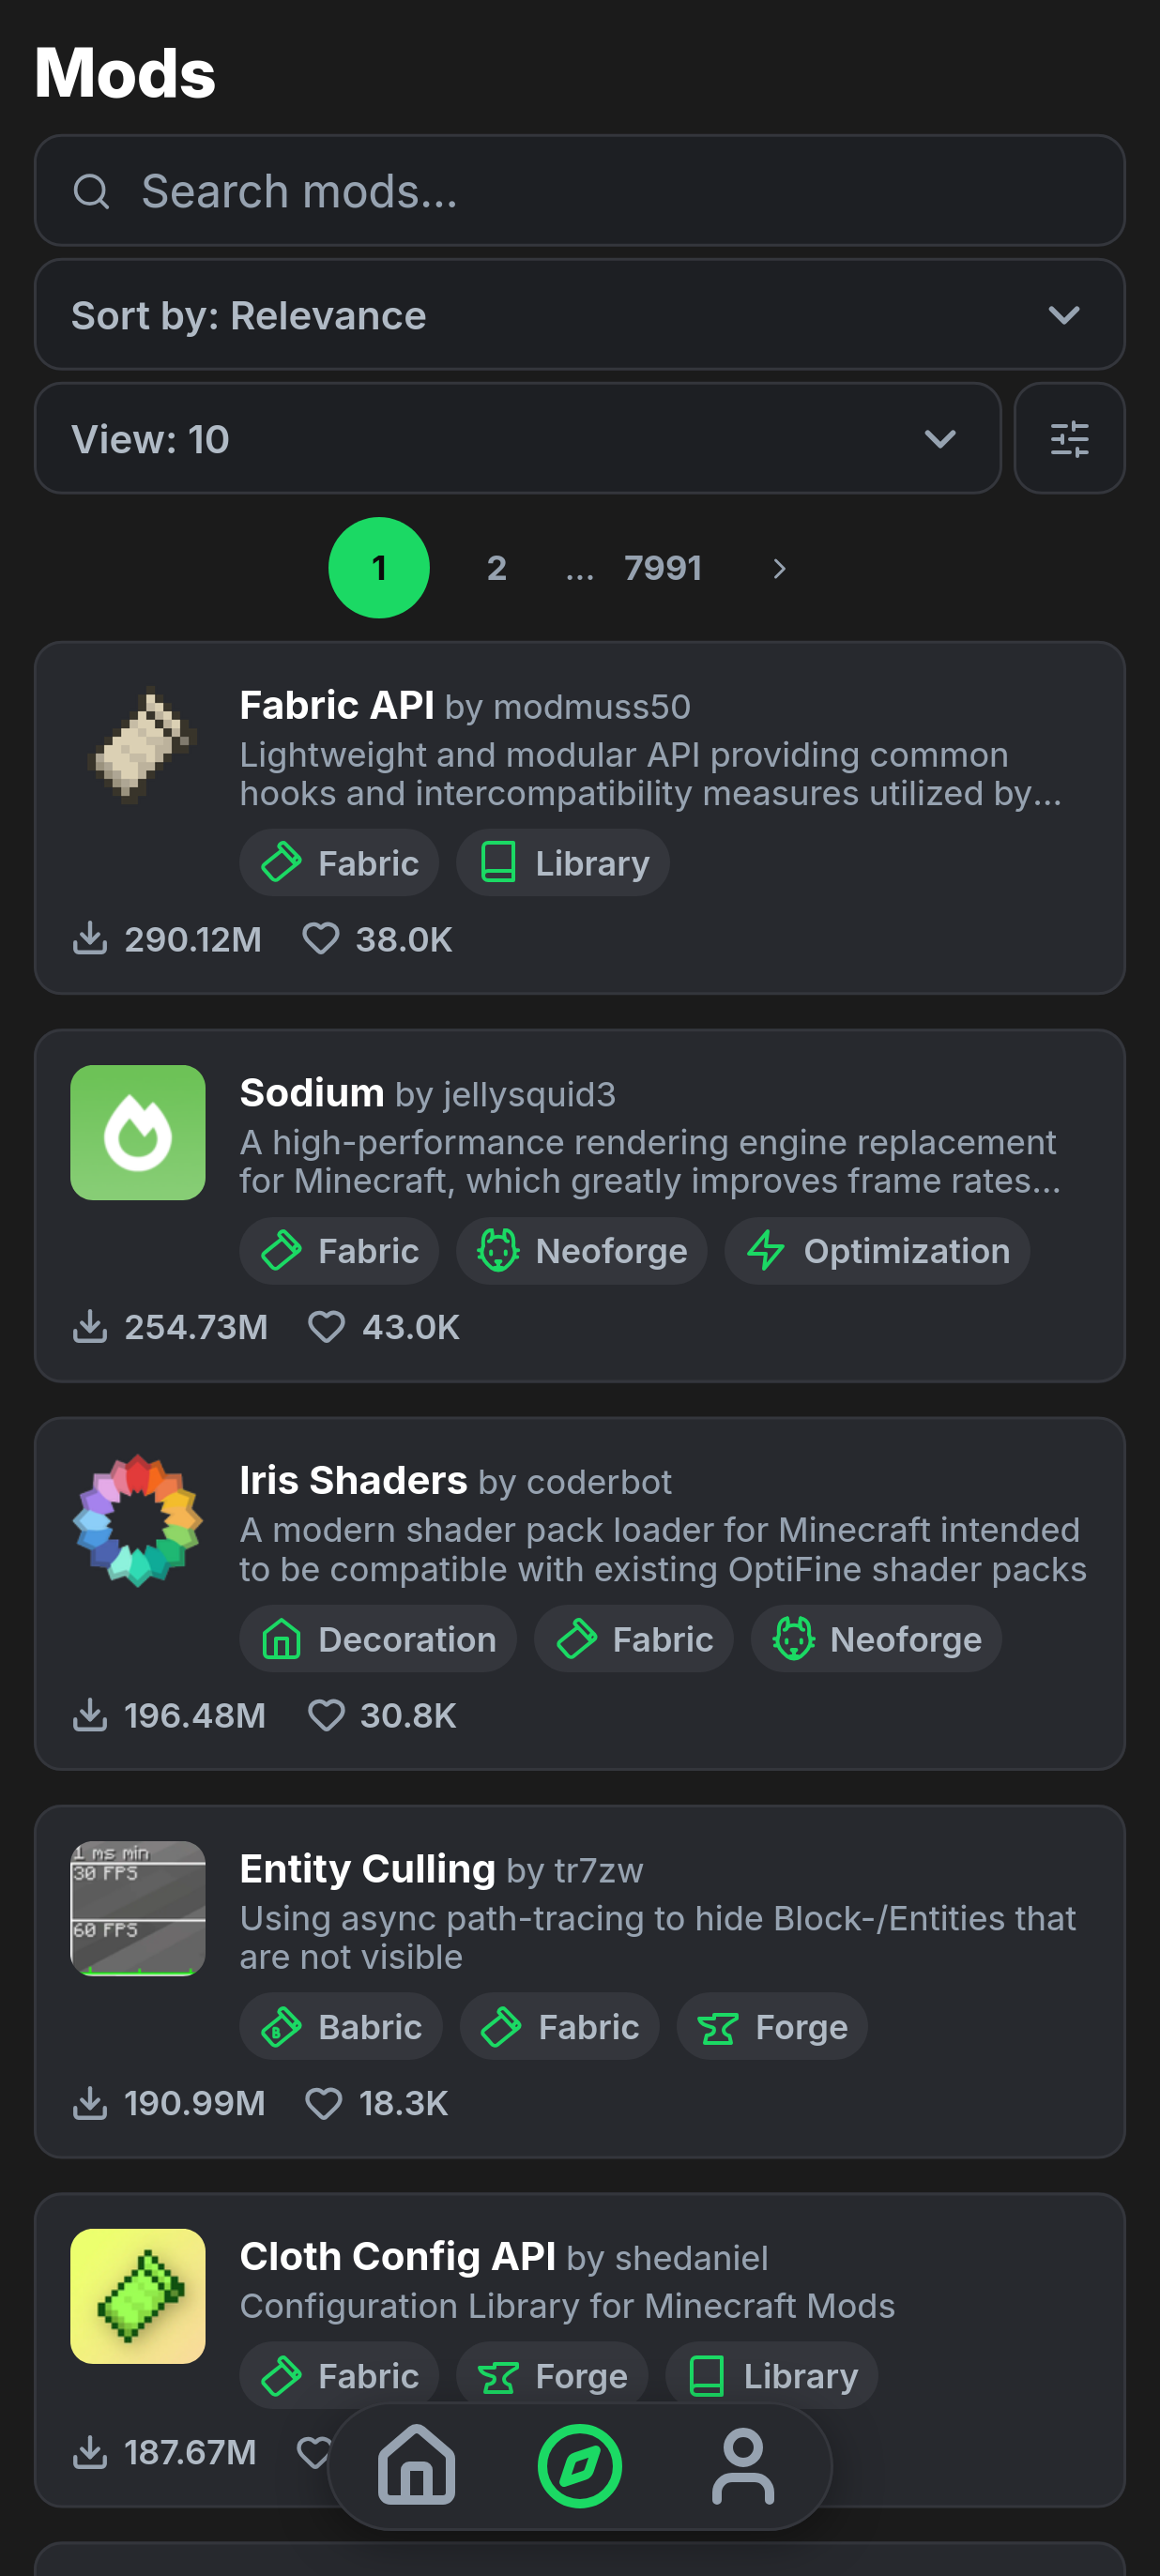 Mods
Search mods...
Sort by: Relevance
View: 10
1 2 ... 7991
Fabric API by modmuss50
Lightweight and modular API providing common
hooks and intercompatibility measures utilized by...
Fabric Library
290.12M 38.0K
Sodium by jellysquid3
A high-performance rendering engine replacement
for Minecraft, which greatly improves frame rates...
Fabric Neoforge Optimization
254.73M 43.0K
Iris Shaders by coderbot
A modern shader pack loader for Minecraft intended
to be compatible with existing OptiFine shader packs
Decoration Fabric Neoforge
196.48M 30.8K
1 ms min
30 FPS
60 FPS
Entity Culling by tr7zw
Using async path-tracing to hide Block-/Entities that
are not visible
B Babric Fabric Forge
190.99M 18.3K
Cloth Config API by shedaniel
Configuration Library for Minecraft Mods
Fabric Forge Library
187.67M